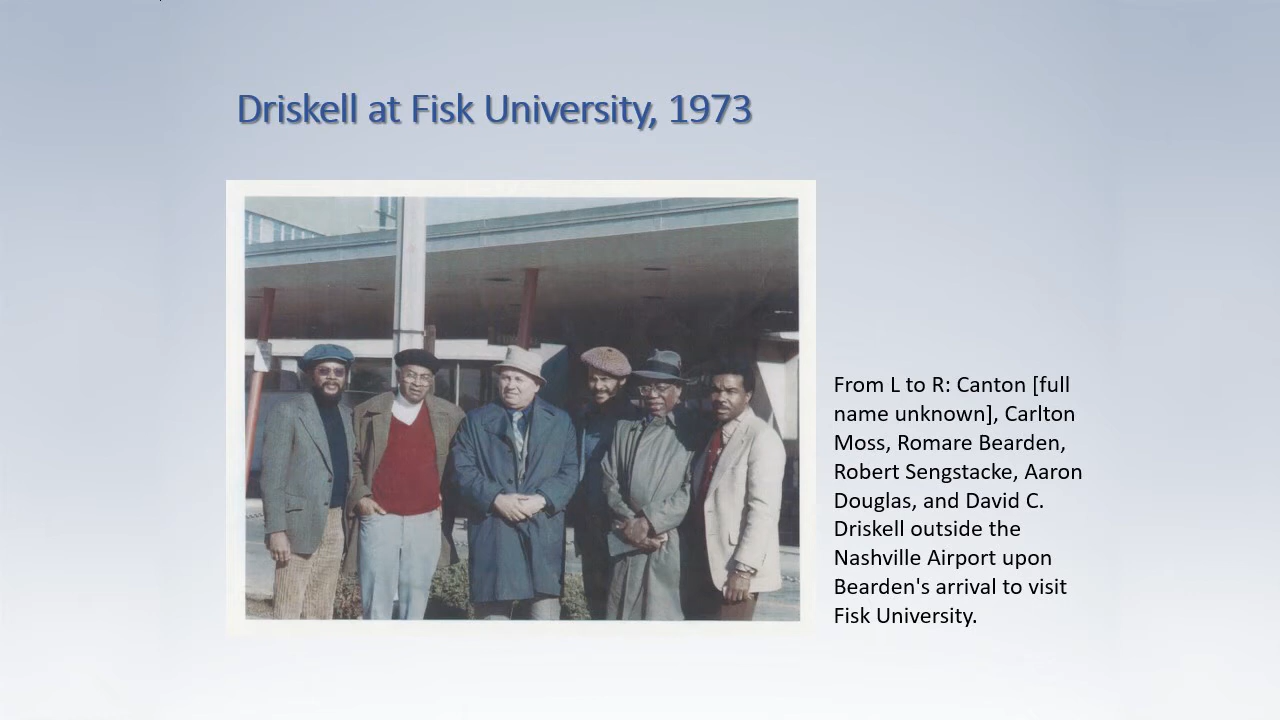 Driskell at Fisk University, 1973
From L to R: Canton [full
name unknown], Carlton
Moss, Romare Bearden,
Robert Sengstacke, Aaron
Douglas, and David C.
Driskell outside the
Nashville Airport upon
Bearden's arrival to visit
Fisk University.